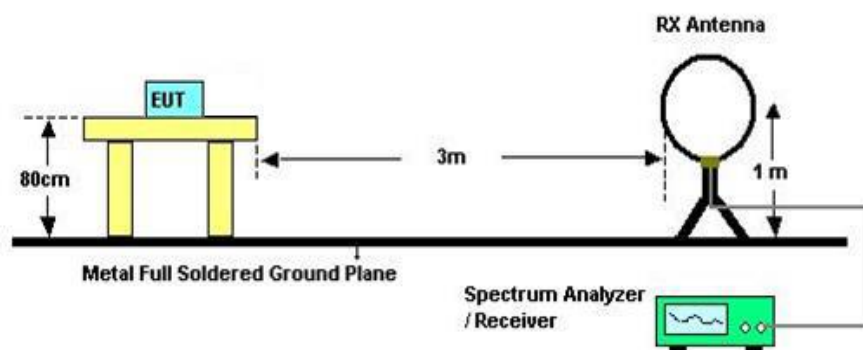 RX Antenna
EUT
3m
80cm
1 m
Metal Full Soldered Ground Plane
Spectrum Analyzer
/ Receiver